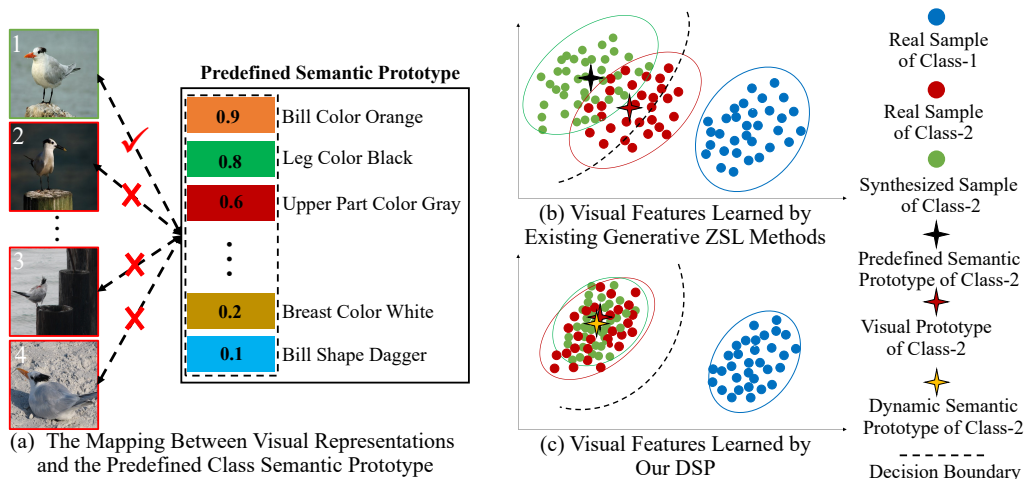 1
2
3
4
Predefined Semantic Prototype
0.9 Bill Color Orange
0.8 Leg Color Black
0.6 Upper Part Color Gray
0.2 Breast Color White
0.1 Bill Shape Dagger
(a) The Mapping Between Visual Representations
and the Predefined Class Semantic Prototype
(b) Visual Features Learned by
Existing Generative ZSL Methods
(c) Visual Features Learned by
Our DSP
Real Sample
of Class-1
Real Sample
of Class-2
Synthesized Sample
of Class-2
Predefined Semantic
Prototype of Class-2
Visual Prototype
of Class-2
Dynamic Semantic
Prototype of Class-2
Decision Boundary